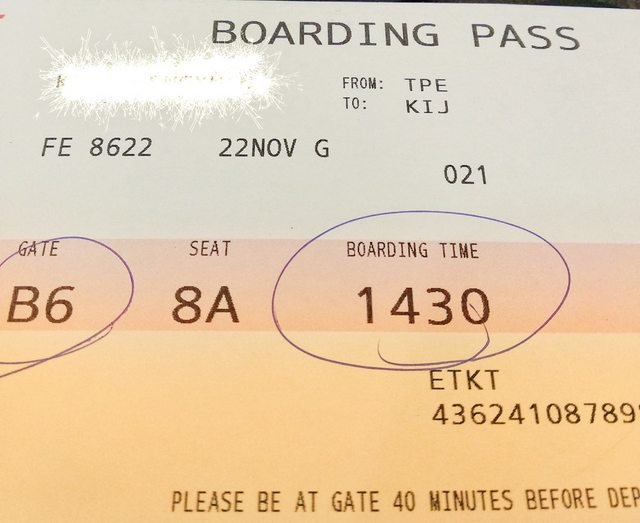 BOARDING PASS
FROM: TPE
TO: KIJ
FE 8622 22NOV G
021
GATE SEAT BOARDING TIME
B6 8A 1430
ETKT
43624108789
PLEASE BE AT GATE 40 MINUTES BEFORE DEP